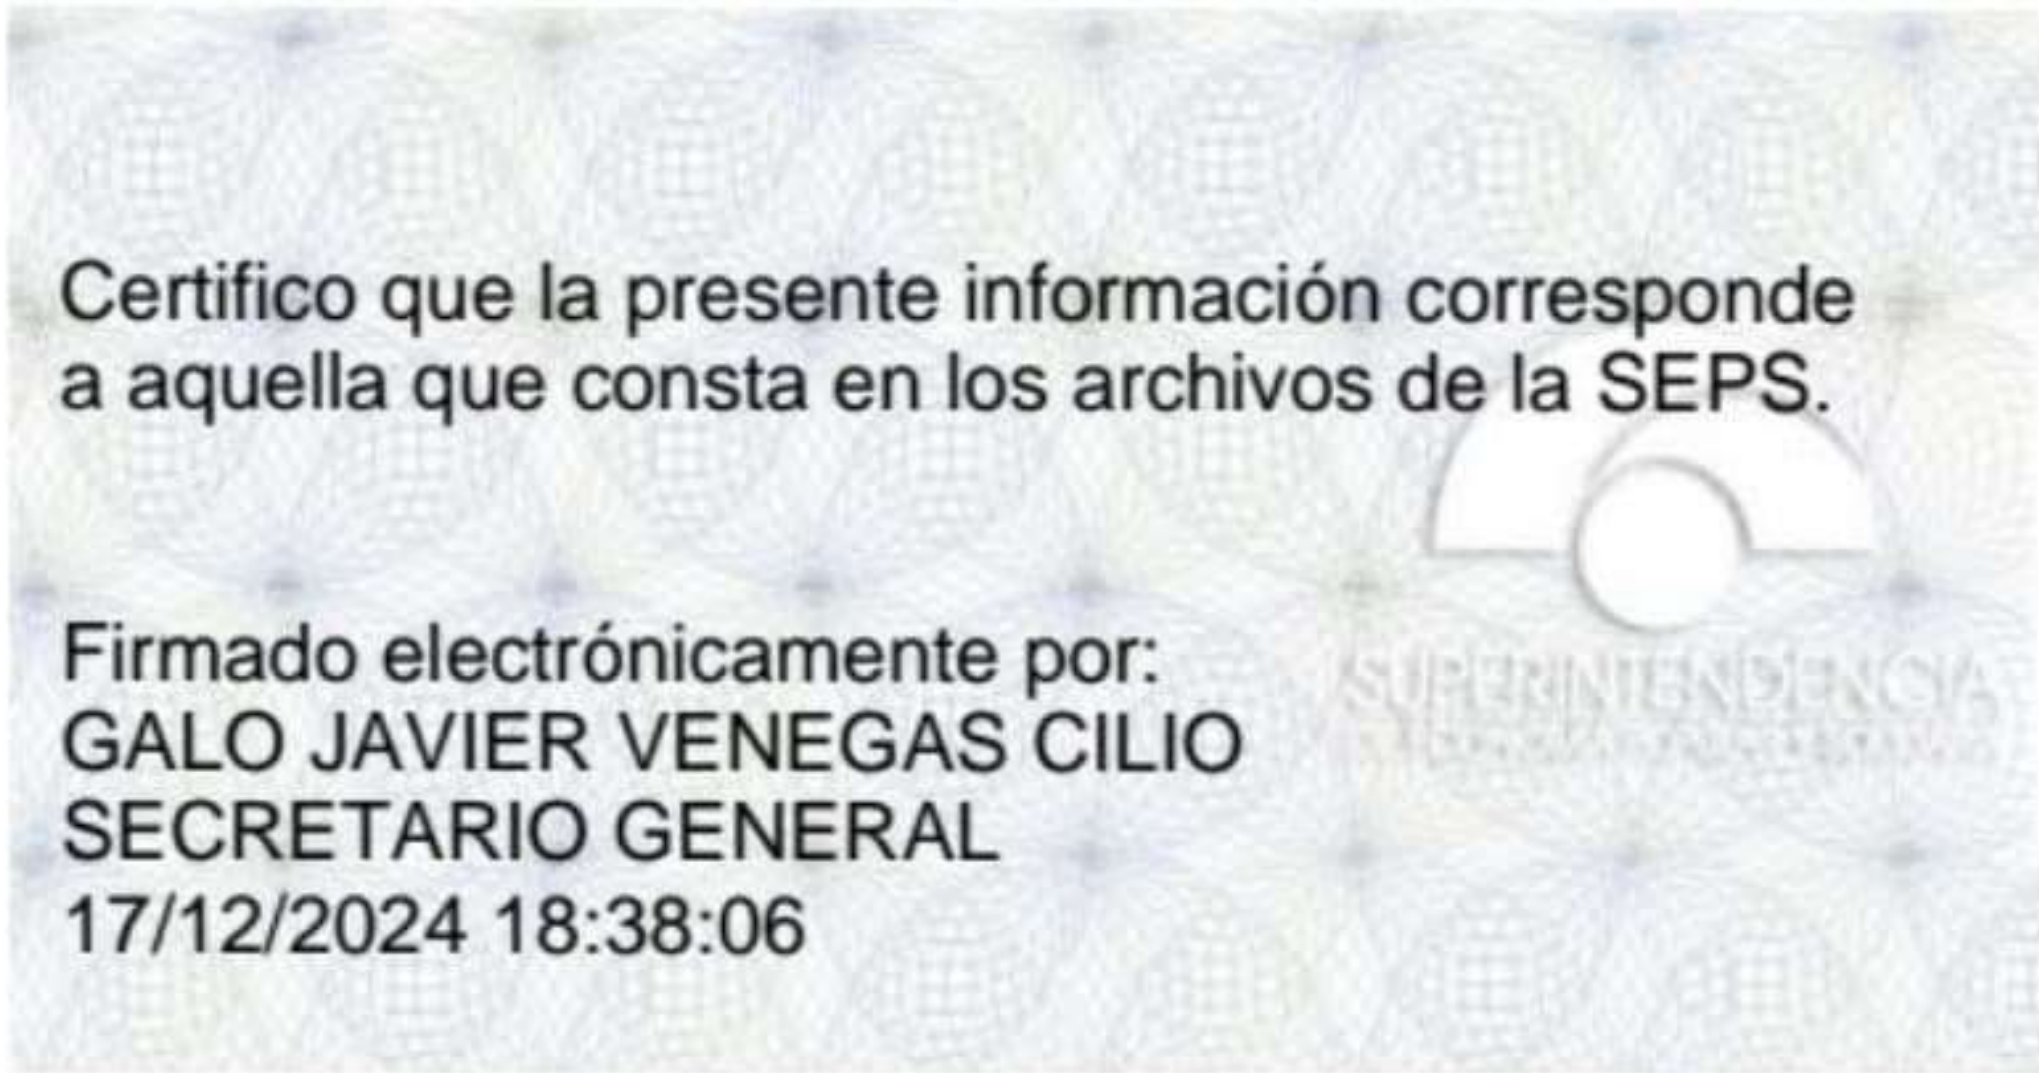 Certifico que la presente información corresponde
a aquella que consta en los archivos de la SEPS.
SUPERINTENDENCIA
Firmado electrónicamente por:
GALO JAVIER VENEGAS CILIO
SECRETARIO GENERAL
17/12/2024 18:38:06